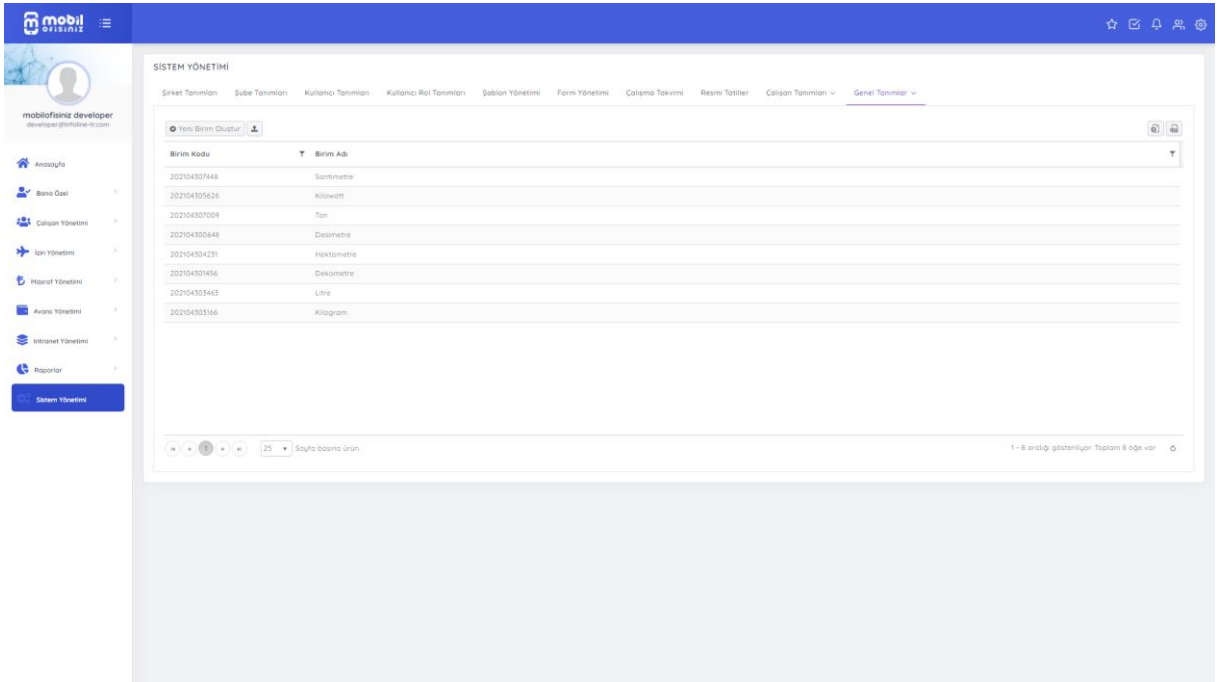 mobil
ofisiniz
SİSTEM YÖNETİMİ
Şirket Tanımları Şube Tanımları Kullanıcı Tanımları Kullanıcı Rol Tanımları Şablon Yönetimi Form Yönetimi Çalışma Takvimi Resmi Tatiller Çalışan Tanımları Genel Tanımlar
mobilofisiniz developer
developer@infoline-tr.com
Anasayfa
Bana Özel
Çalışan Yönetimi
İzin Yönetimi
Masraf Yönetimi
Avans Yönetimi
Intranet Yönetimi
Raporlar
Sistem Yönetimi
Yeni Birim Oluştur
Birim Kodu Birim Adı
202104307448 Santimetre
202104305626 Kilowatt
202104307009 Ton
202104300648 Desimetre
202104304231 Hektometre
202104301456 Dekametre
202104303463 Litre
202104303166 Kilogram
1 25 Sayfa başına ürün 1 - 8 aralığı gösteriliyor. Toplam 8 öğe var